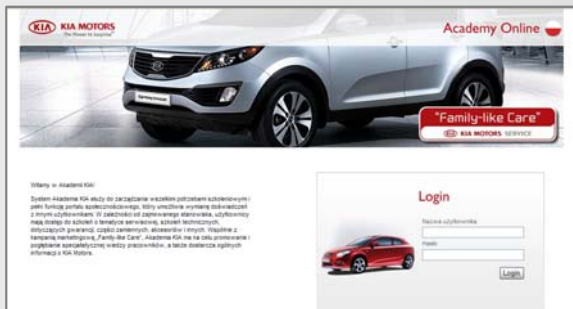 KIA KIA MOTORS
The Power to Surprise™
Academy Online
"Family-like Care"
KIA MOTORS SERVICE
Witamy w Akademii KIA!
System Akademia KIA służy do zarządzania wszelkimi potrzebami szkoleniowymi i
pełni funkcję portalu społecznościowego, który umożliwia wymianę doświadczeń
z innymi użytkownikami. W zależności od zajmowanego stanowiska, użytkownicy
mają dostęp do szkoleń o tematyce serwisowej, szkoleń technicznych,
dotyczących gwarancji, części zamiennych, akcesoriów i innych. Wspólnie z
kampanią marketingową „Family-like Care”, Akademia KIA ma na celu promowanie i
pogłębianie specjalistycznej wiedzy pracowników, a także dostarcza ogólnych
informacji o KIA Motors.
Login
Nazwa użytkownika
Hasło
Login